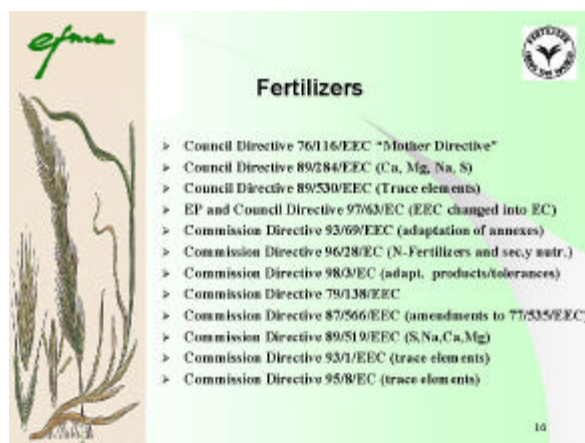 efma
FERTILIZER
FEEDS THE WORLD
Fertilizers
➢ Council Directive 76/116/EEC “Mother Directive”
➢ Council Directive 89/284/EEC (Ca, Mg, Na, S)
➢ Council Directive 89/530/EEC (Trace elements)
➢ EP and Council Directive 97/63/EC (EEC changed into EC)
➢ Commission Directive 93/69/EEC (adaptation of annexes)
➢ Commission Directive 96/28/EC (N-Fertilizers and sec.y nutr.)
➢ Commission Directive 98/3/EC (adapt. products/tolerances)
➢ Commission Directive 79/138/EEC
➢ Commission Directive 87/566/EEC (amendments to 77/535/EEC)
➢ Commission Directive 89/519/EEC (S,Na,Ca,Mg)
➢ Commission Directive 93/1/EEC (trace elements)
➢ Commission Directive 95/8/EC (trace elements)
16